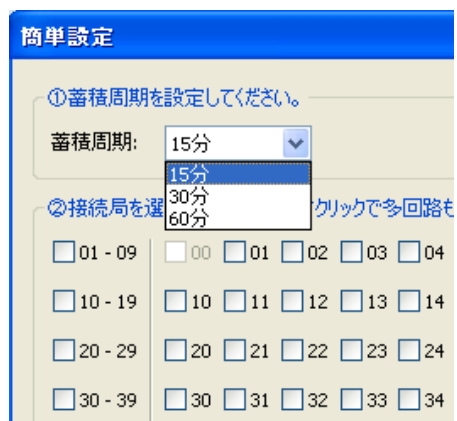 簡単設定
①蓄積周期を設定してください。
蓄積周期: 15分
15分
30分
60分
②接続局を選 クリックで多回路も
01 - 09 00 01 02 03 04
10 - 19 10 11 12 13 14
20 - 29 20 21 22 23 24
30 - 39 30 31 32 33 34